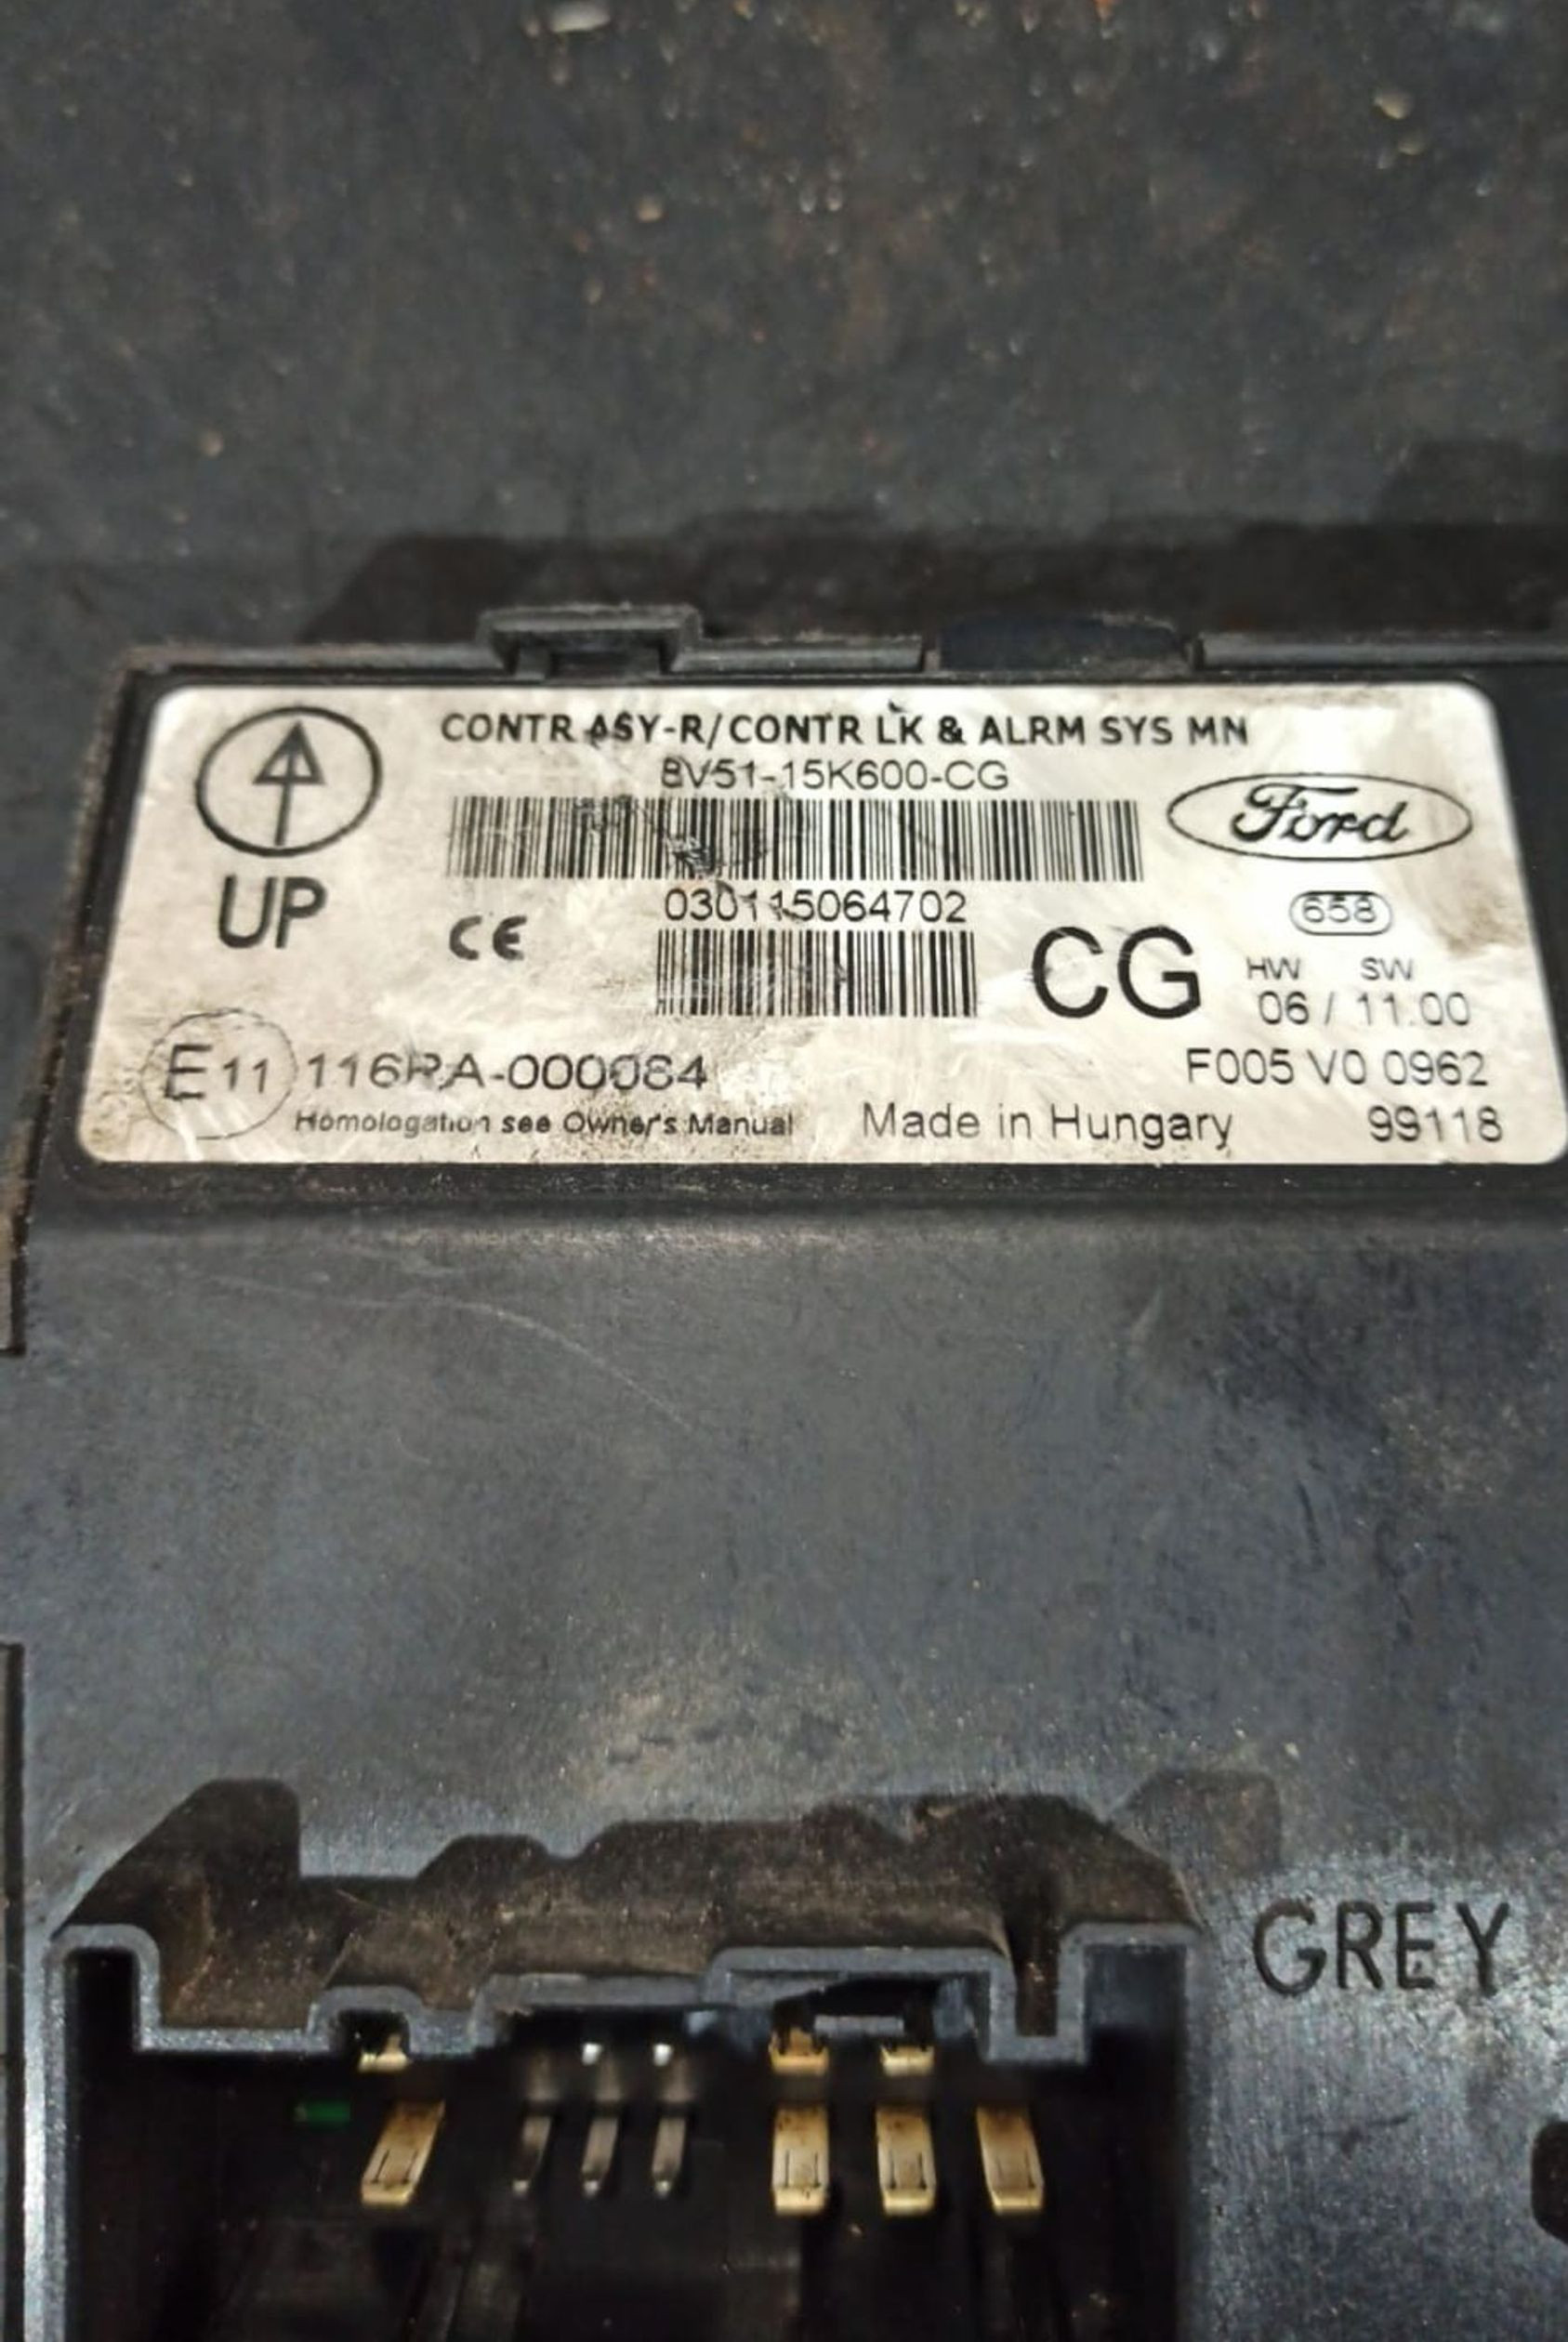 CONTR ASY-R/CONTR LK & ALRM SYS MN
8V51-15K600-CG
Ford
UP
030115064702
658
CE
CG
HW SW
06 / 11.00
E11 116RA-000084
F005 V0 0962
Homologation see Owner's Manual
Made in Hungary
99118
GREY